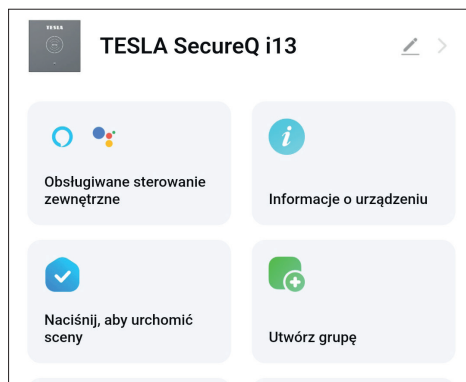 TESLA
TESLA SecureQ i13
Obsługiwane sterowanie
zewnętrzne
Informacje o urządzeniu
Naciśnij, aby urchomić
sceny
Utwórz grupę